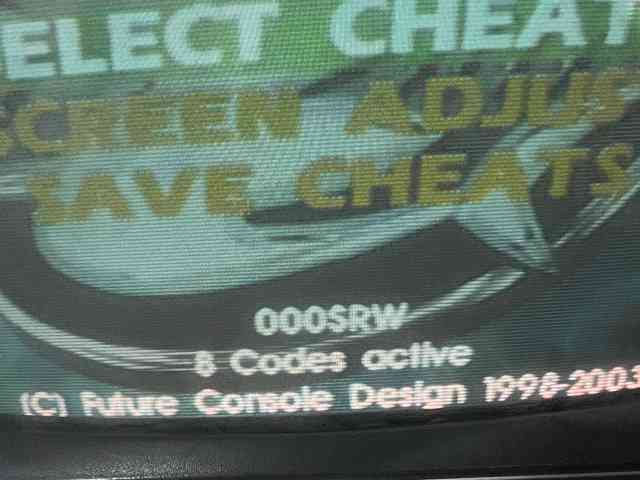 ELECT CHEAT
SCREEN ADJUS
SAVE CHEATS
000SRW
8 Codes active
(C) Future Console Design 1998-2003